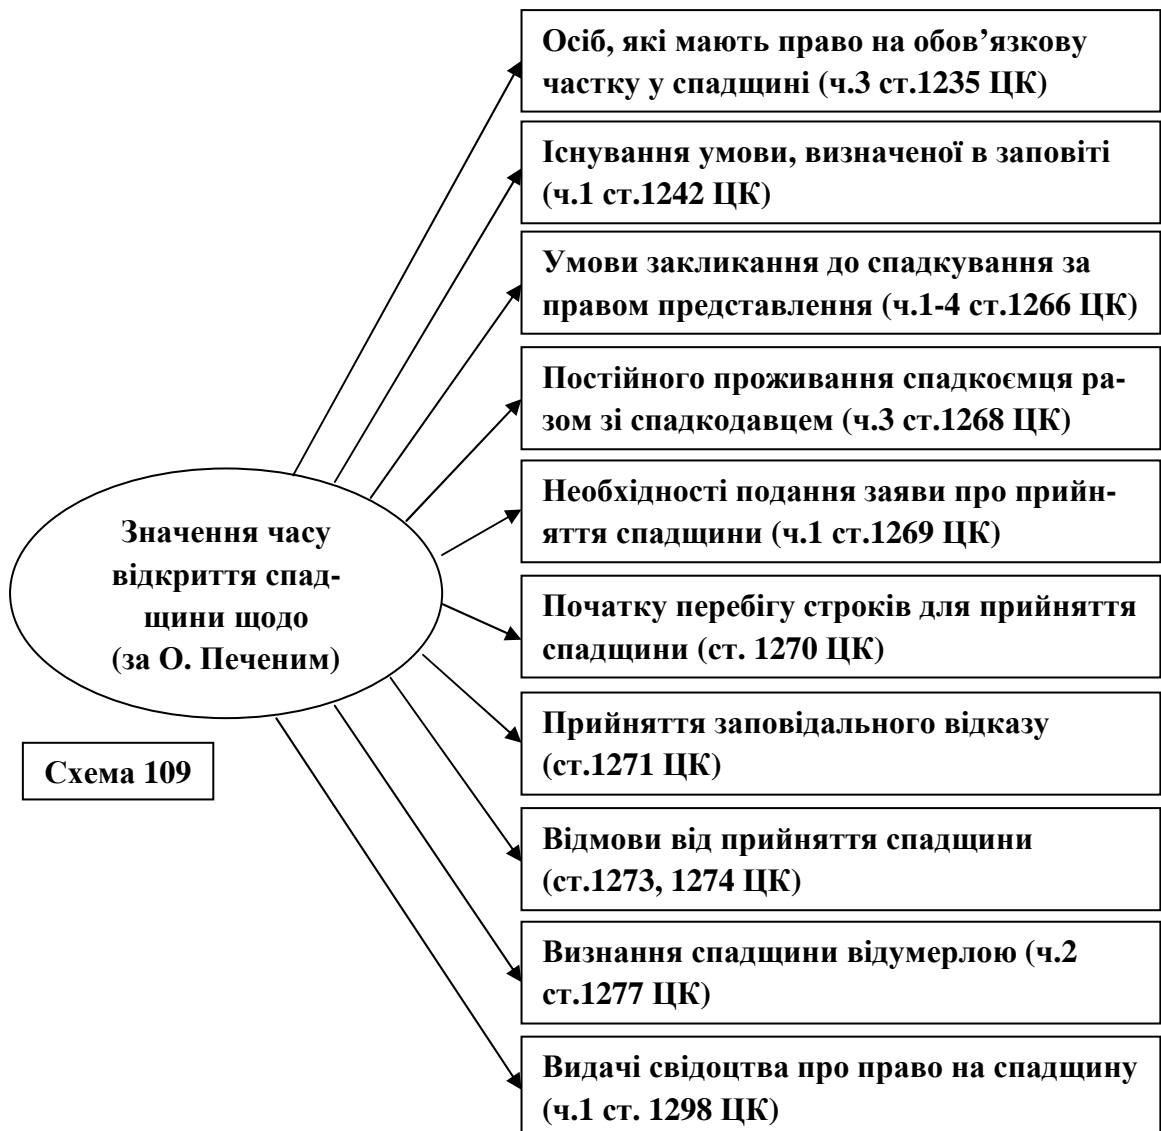 Осіб, які мають право на обов’язкову
частку у спадщині (ч.3 ст.1235 ЦК)
Існування умови, визначеної в заповіті
(ч.1 ст.1242 ЦК)
Умови закликання до спадкування за
правом представлення (ч.1-4 ст.1266 ЦК)
Постійного проживання спадкоємця ра-
зом зі спадкодавцем (ч.3 ст.1268 ЦК)
Необхідності подання заяви про прийн-
яття спадщини (ч.1 ст.1269 ЦК)
Значення часу
відкриття спад-
щини щодо
(за О. Печеним)
Початку перебігу строків для прийняття
спадщини (ст. 1270 ЦК)
Прийняття заповідального відказу
(ст.1271 ЦК)
Схема 109
Відмови від прийняття спадщини
(ст.1273, 1274 ЦК)
Визнання спадщини відумерлою (ч.2
ст.1277 ЦК)
Видачі свідоцтва про право на спадщину
(ч.1 ст. 1298 ЦК)